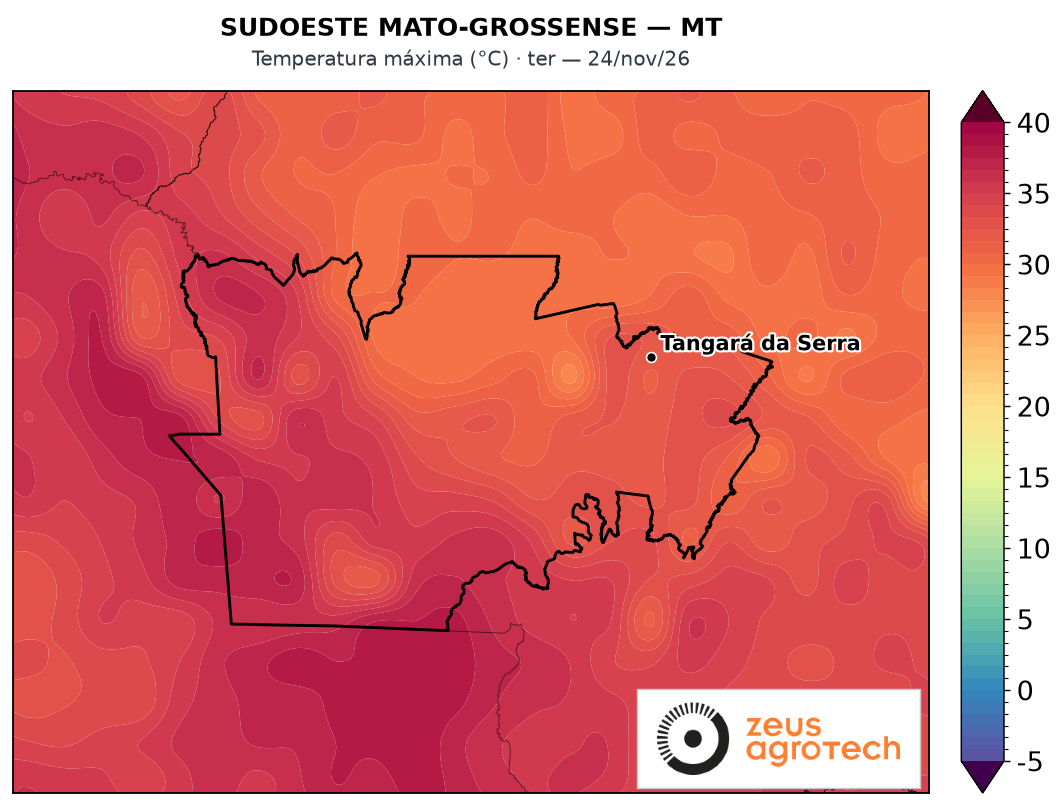 SUDOESTE MATO-GROSSENSE — MT
Temperatura máxima (°C) · ter — 24/nov/26
Tangará da Serra
40
35
30
25
20
15
10
5
0
-5
zeus
agrotech